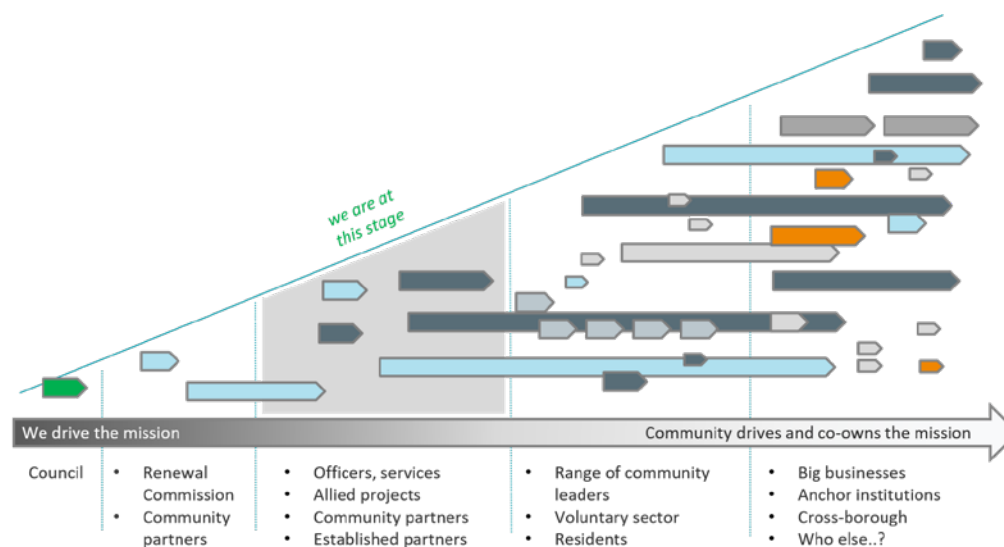 we are at
this stage
We drive the mission
Community drives and co-owns the mission
Council
• Renewal
Commission
• Community
partners
• Officers, services
• Allied projects
• Community partners
• Established partners
• Range of community
leaders
• Voluntary sector
• Residents
• Big businesses
• Anchor institutions
• Cross-borough
• Who else..?